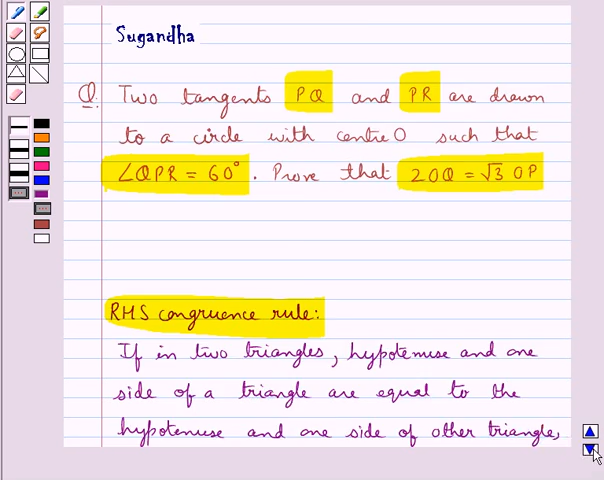 Sugandha
Q. Two tangents PQ and PR are drawn
to a circle with centre O such that
∠QPR = 60°. Prove that 2OQ = √3 OP
RHS congruence rule:
If in two triangles, hypotenuse and one
side of a triangle are equal to the
hypotenuse and one side of other triangle,